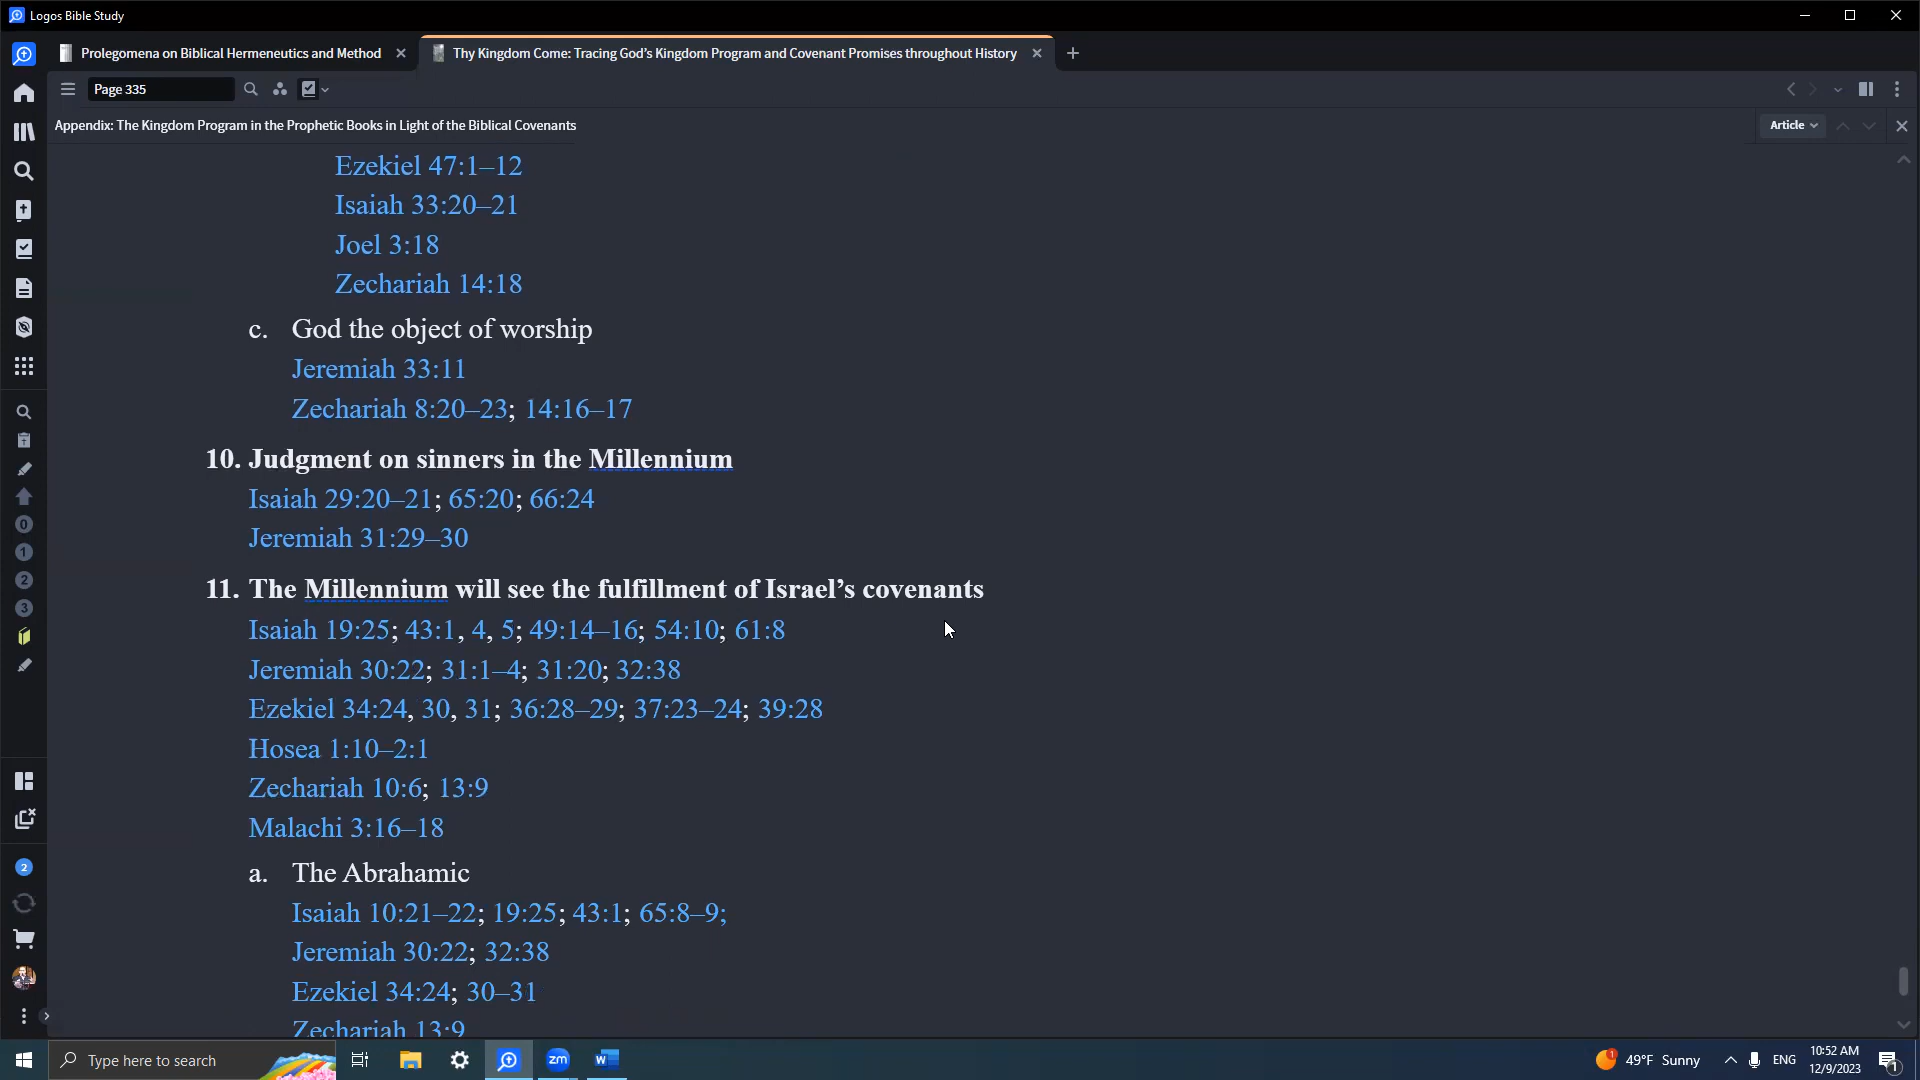 Logos Bible Study
Prolegomena on Biblical Hermeneutics and Method
Thy Kingdom Come: Tracing God's Kingdom Program and Covenant Promises throughout History
Page 335
Appendix: The Kingdom Program in the Prophetic Books in Light of the Biblical Covenants
Article
Ezekiel 47:1–12
Isaiah 33:20–21
Joel 3:18
Zechariah 14:18
c. God the object of worship
Jeremiah 33:11
Zechariah 8:20–23; 14:16–17
10. Judgment on sinners in the Millennium
Isaiah 29:20–21; 65:20; 66:24
Jeremiah 31:29–30
11. The Millennium will see the fulfillment of Israel's covenants
Isaiah 19:25; 43:1, 4, 5; 49:14–16; 54:10; 61:8
Jeremiah 30:22; 31:1–4; 31:20; 32:38
Ezekiel 34:24, 30, 31; 36:28–29; 37:23–24; 39:28
Hosea 1:10–2:1
Zechariah 10:6; 13:9
Malachi 3:16–18
a. The Abrahamic
Isaiah 10:21–22; 19:25; 43:1; 65:8–9;
Jeremiah 30:22; 32:38
Ezekiel 34:24; 30–31
Zechariah 13:9
0
1
2
3
2
Type here to search
zm
W
1
49°F Sunny
ENG
10:52 AM
12/9/2023
1